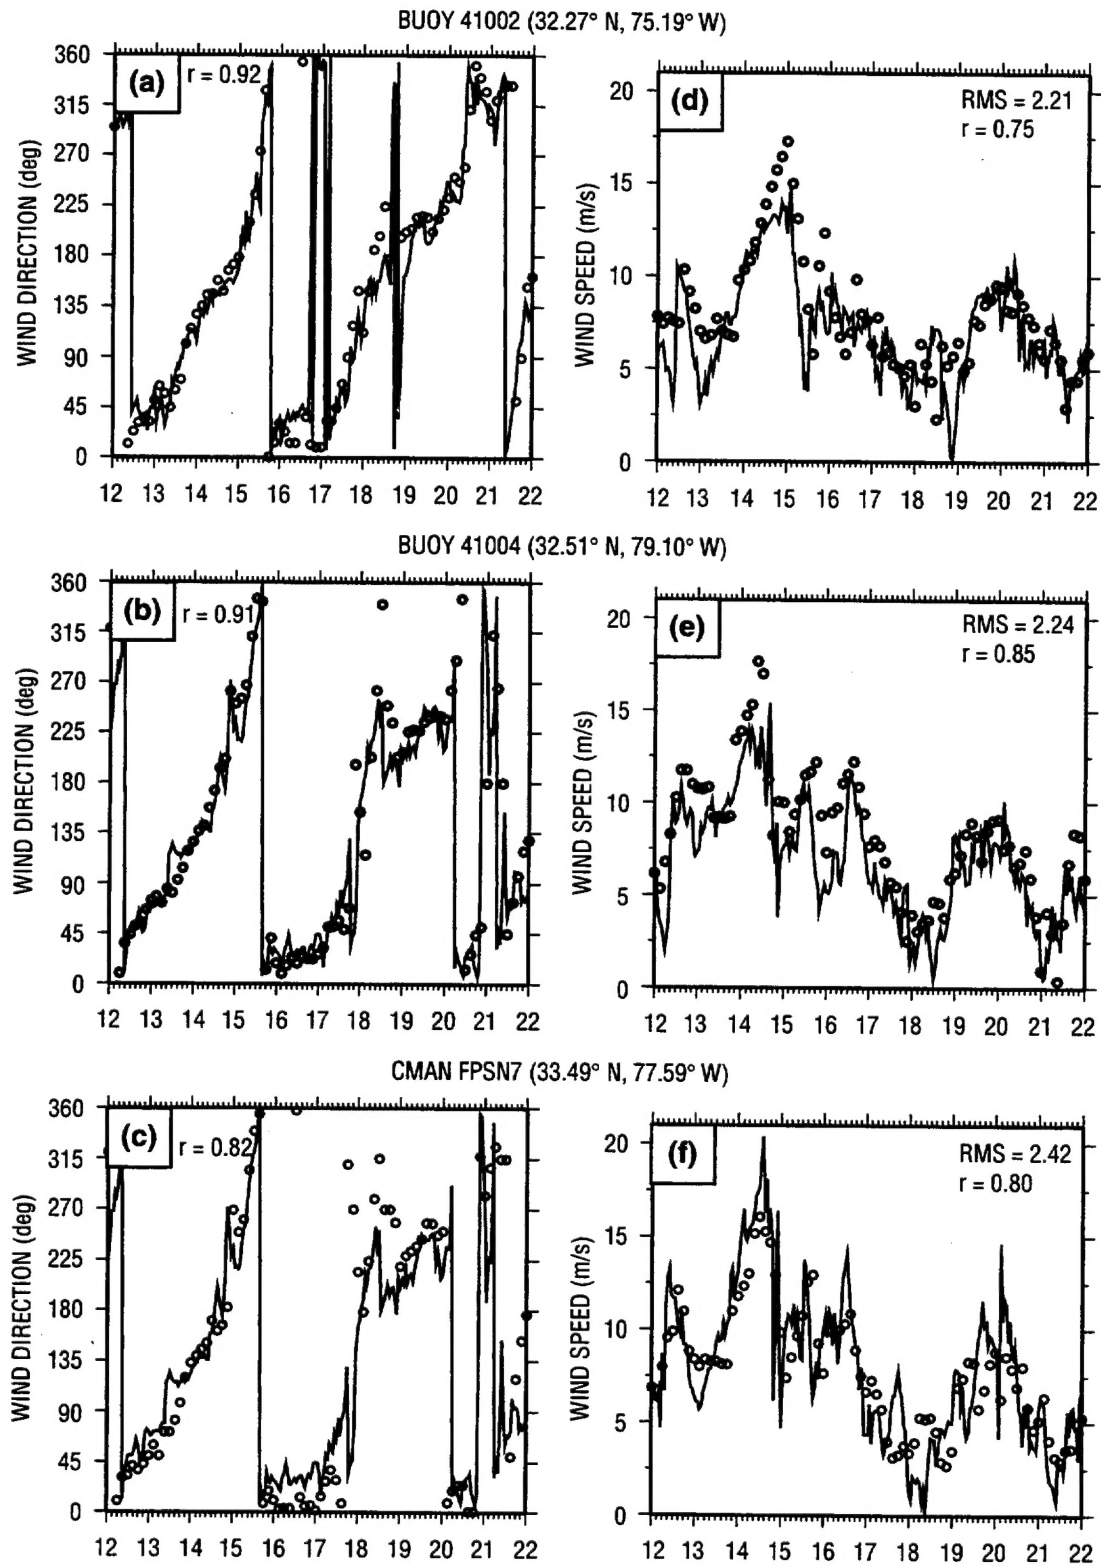 BUOY 41002 (32.27° N, 75.19° W)
(a)
r = 0.92
WIND DIRECTION (deg)
360
315
270
225
180
135
90
45
0
12 13 14 15 16 17 18 19 20 21 22
(d)
RMS = 2.21
r = 0.75
WIND SPEED (m/s)
20
15
10
5
0
12 13 14 15 16 17 18 19 20 21 22
BUOY 41004 (32.51° N, 79.10° W)
(b)
r = 0.91
WIND DIRECTION (deg)
360
315
270
225
180
135
90
45
0
12 13 14 15 16 17 18 19 20 21 22
(e)
RMS = 2.24
r = 0.85
WIND SPEED (m/s)
20
15
10
5
0
12 13 14 15 16 17 18 19 20 21 22
CMAN FPSN7 (33.49° N, 77.59° W)
(c)
r = 0.82
WIND DIRECTION (deg)
360
315
270
225
180
135
90
45
0
12 13 14 15 16 17 18 19 20 21 22
(f)
RMS = 2.42
r = 0.80
WIND SPEED (m/s)
20
15
10
5
0
12 13 14 15 16 17 18 19 20 21 22